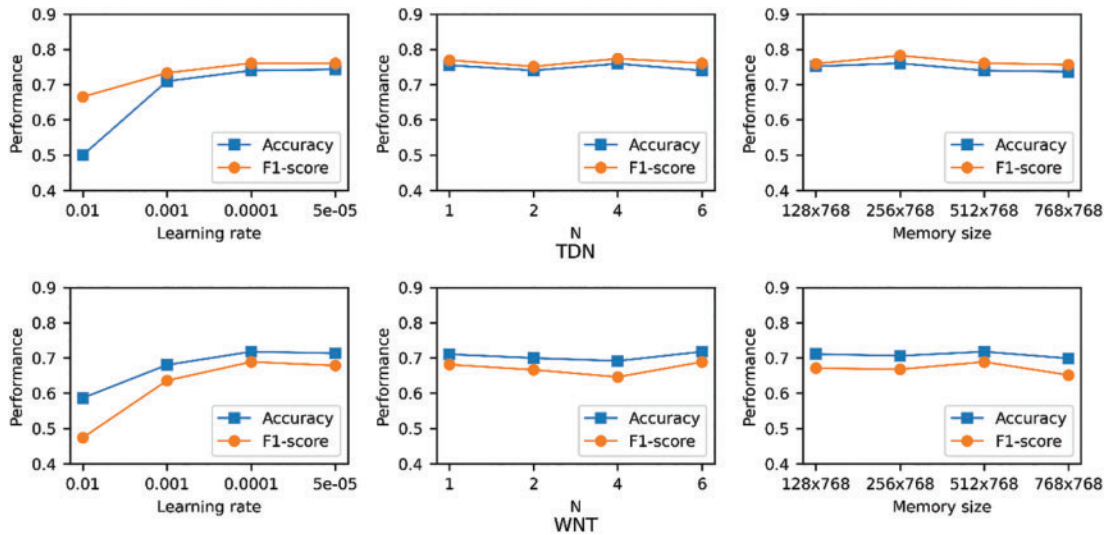 0.9
0.8
0.7
0.6
0.5
0.4
Performance
Accuracy
F1-score
0.01 0.001 0.0001 5e-05
Learning rate
0.9
0.8
0.7
0.6
0.5
0.4
Performance
Accuracy
F1-score
1 2 4 6
N
TDN
0.9
0.8
0.7
0.6
0.5
0.4
Performance
Accuracy
F1-score
128x768 256x768 512x768 768x768
Memory size
0.9
0.8
0.7
0.6
0.5
0.4
Performance
Accuracy
F1-score
0.01 0.001 0.0001 5e-05
Learning rate
0.9
0.8
0.7
0.6
0.5
0.4
Performance
Accuracy
F1-score
1 2 4 6
N
WNT
0.9
0.8
0.7
0.6
0.5
0.4
Performance
Accuracy
F1-score
128x768 256x768 512x768 768x768
Memory size